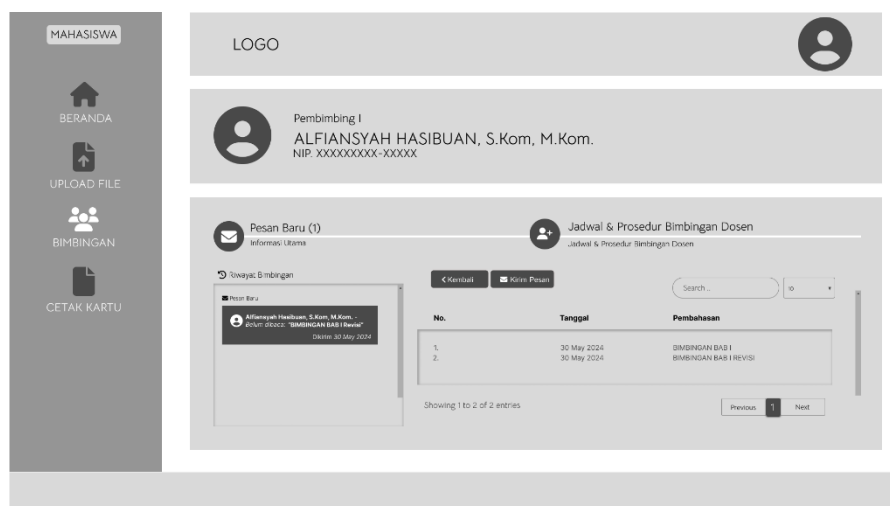 MAHASISWA
BERANDA
UPLOAD FILE
BIMBINGAN
CETAK KARTU
LOGO
Pembimbing I
ALFIANSYAH HASIBUAN, S.Kom, M.Kom.
NIP. XXXXXXXXX-XXXXX
Pesan Baru (1)
Informasi Utama
Jadwal & Prosedur Bimbingan Dosen
Jadwal & Prosedur Bimbingan Dosen
Riwayat Bimbingan
Pesan Baru
Alfiansyah Hasibuan, S.Kom, M.Kom. -
Belum dibaca: "BIMBINGAN BAB I Revisi"
Dikirim 30 May 2024
Kembali
Kirim Pesan
Search ..
10
No. Tanggal Pembahasan
1. 30 May 2024 BIMBINGAN BAB I
2. 30 May 2024 BIMBINGAN BAB I REVISI
Showing 1 to 2 of 2 entries
Previous 1 Next